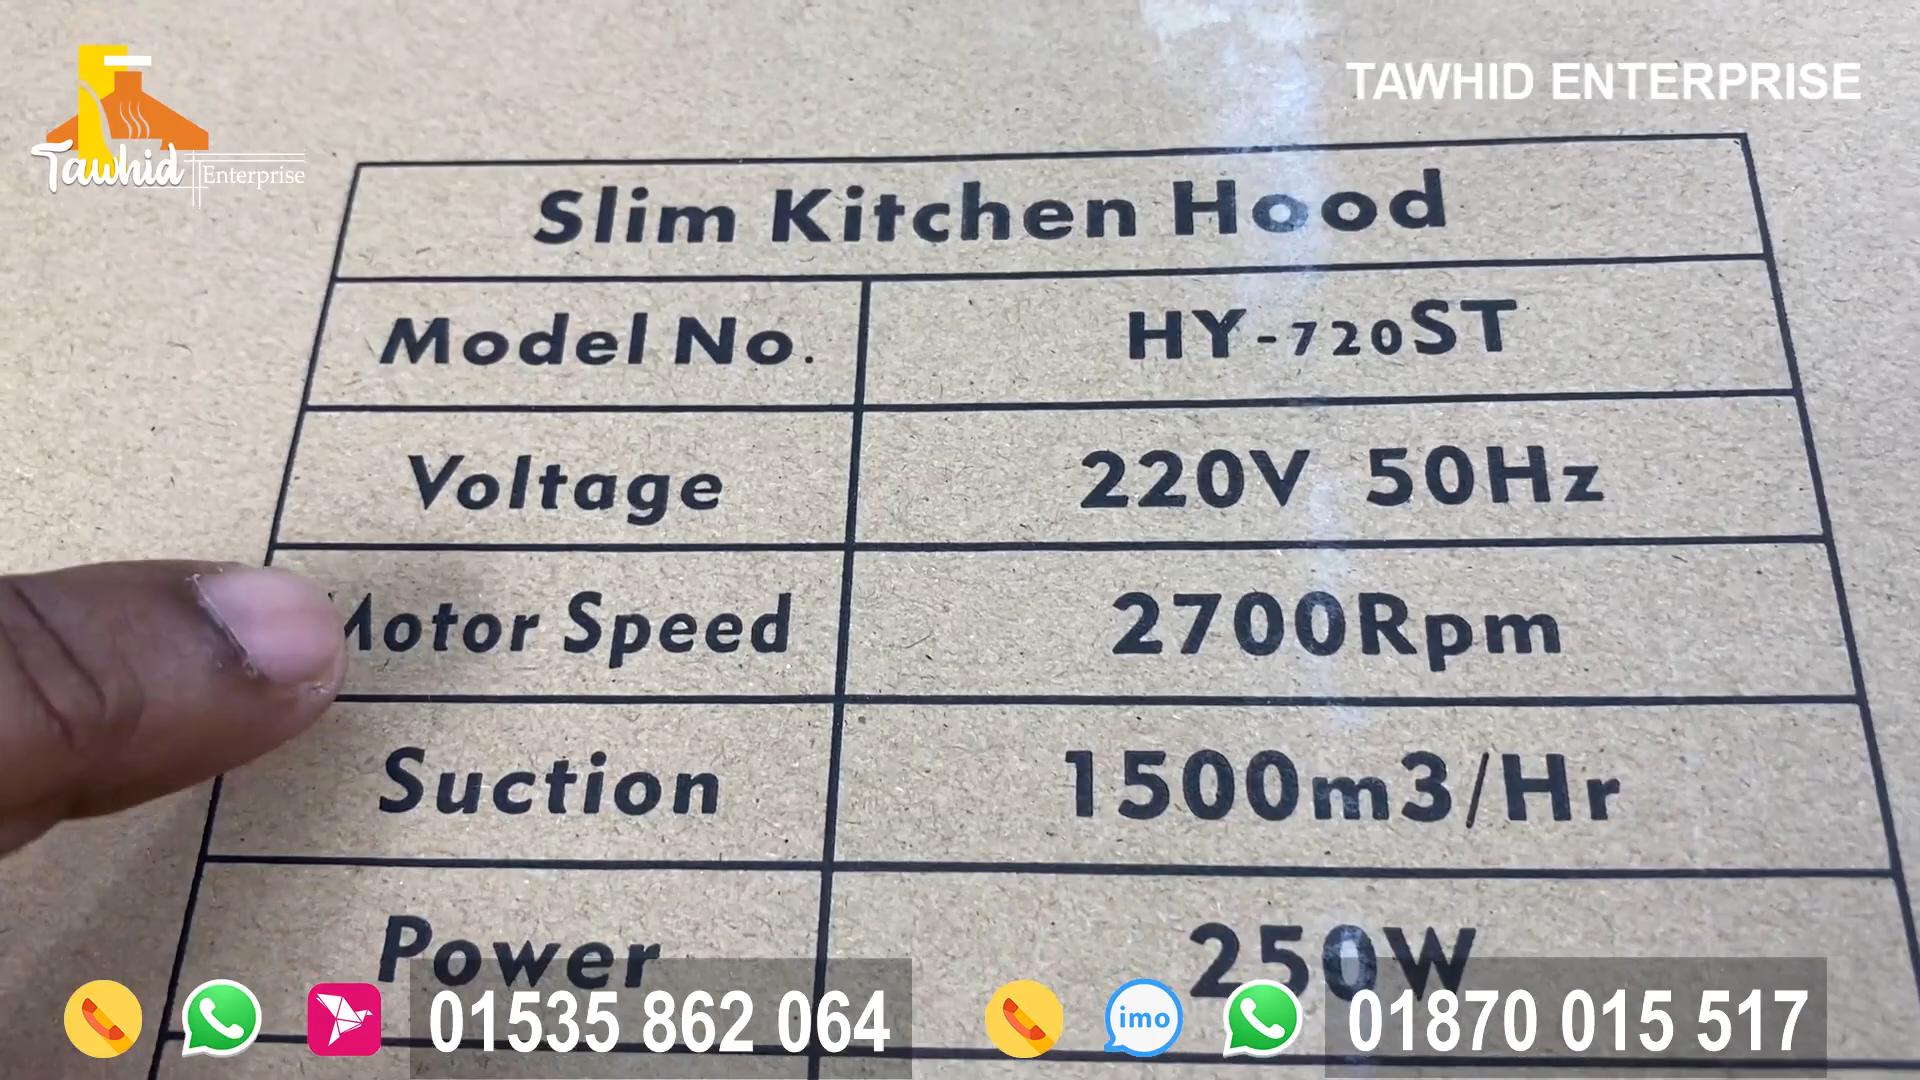 TAWHID ENTERPRISE
Tawhid Enterprise
Slim Kitchen Hood
Model No. HY-720ST
Voltage 220V 50Hz
Motor Speed 2700Rpm
Suction 1500m3/Hr
Power 250W
01535 862 064 imo 01870 015 517